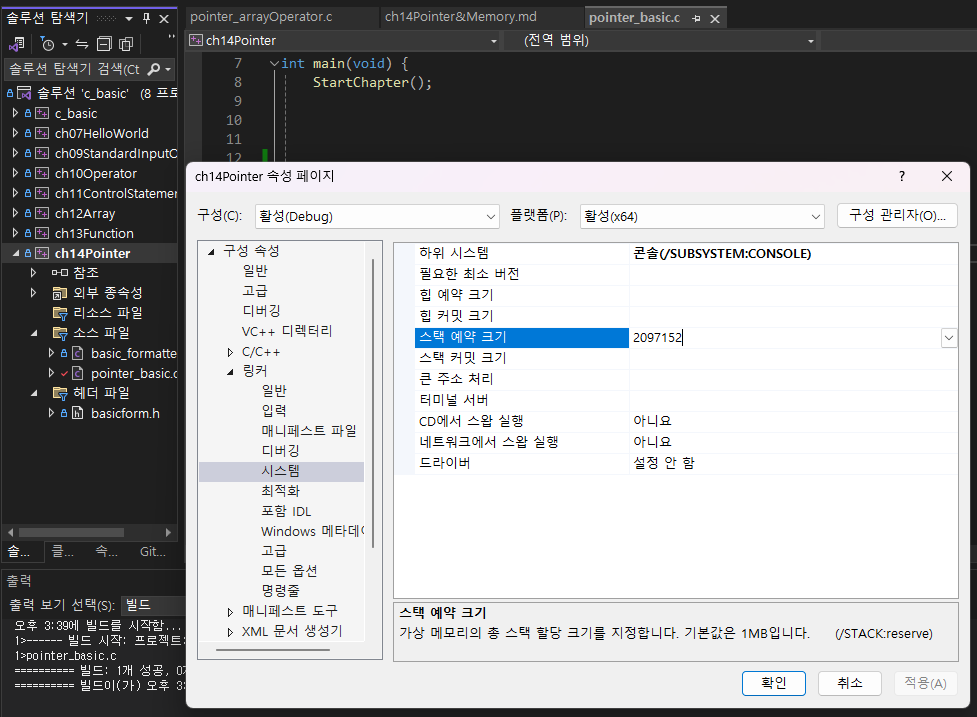 솔루션 탐색기
pointer_arrayOperator.c
ch14Pointer&Memory.md
pointer_basic.c
ch14Pointer
(전역 범위)
솔루션 탐색기 검색(Ct
솔루션 'c_basic' (8 프로
c_basic
ch07HelloWorld
ch09StandardInputO
ch10Operator
ch11ControlStatemer
ch12Array
ch13Function
ch14Pointer
참조
외부 종속성
리소스 파일
소스 파일
basic_formatte
pointer_basic.c
헤더 파일
basicform.h
솔...
클...
속...
Git...
7 int main(void) {
8 StartChapter();
9
10
11
12
출력
출력 보기 선택(S): 빌드
오후 3:39에 빌드를 시작함...
1>------ 빌드 시작: 프로젝트:
1>pointer_basic.c
========== 빌드: 1개 성공, 0
========== 빌드이(가) 오후 3:
ch14Pointer 속성 페이지
?
구성(C): 활성(Debug)
플랫폼(P): 활성(x64)
구성 관리자(O)...
구성 속성
일반
고급
디버깅
VC++ 디렉터리
C/C++
링커
일반
입력
매니페스트 파일
디버깅
시스템
최적화
포함 IDL
Windows 메타데이
고급
모든 옵션
명령줄
매니페스트 도구
XML 문서 생성기
하위 시스템 콘솔(/SUBSYSTEM:CONSOLE)
필요한 최소 버전
힙 예약 크기
힙 커밋 크기
스택 예약 크기 2097152
스택 커밋 크기
큰 주소 처리
터미널 서버
CD에서 스왑 실행 아니요
네트워크에서 스왑 실행 아니요
드라이버 설정 안 함
스택 예약 크기
가상 메모리의 총 스택 할당 크기를 지정합니다. 기본값은 1MB입니다. (/STACK:reserve)
확인
취소
적용(A)